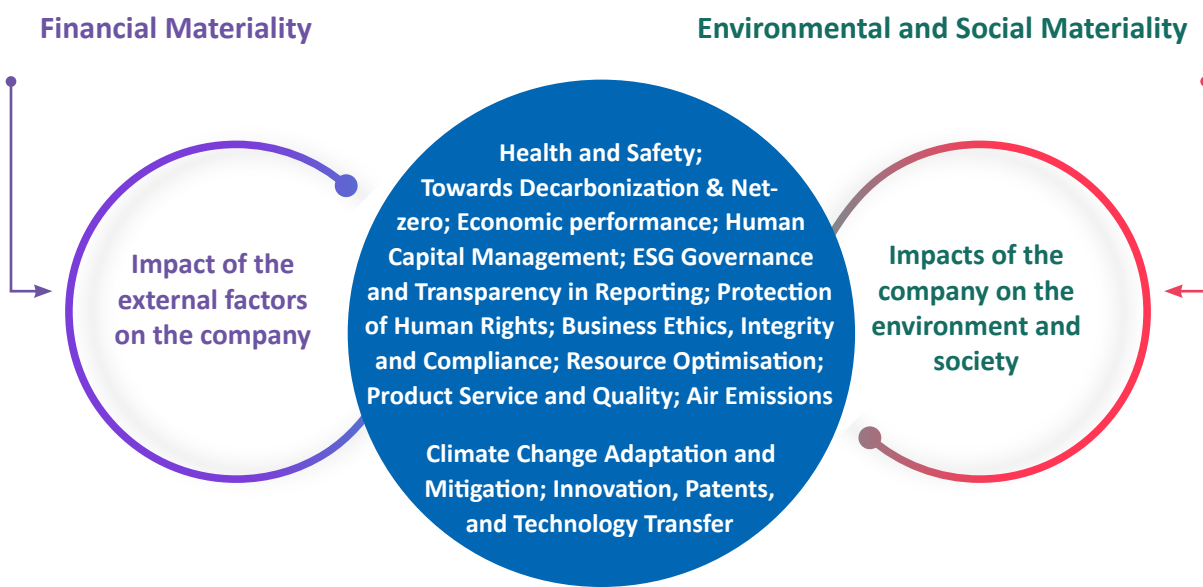 Financial Materiality
Environmental and Social Materiality
Impact of the
external factors
on the company
Health and Safety;
Towards Decarbonization & Net-
zero; Economic performance; Human
Capital Management; ESG Governance
and Transparency in Reporting; Protection
of Human Rights; Business Ethics, Integrity
and Compliance; Resource Optimisation;
Product Service and Quality; Air Emissions
Climate Change Adaptation and
Mitigation; Innovation, Patents,
and Technology Transfer
Impacts of the
company on the
environment and
society